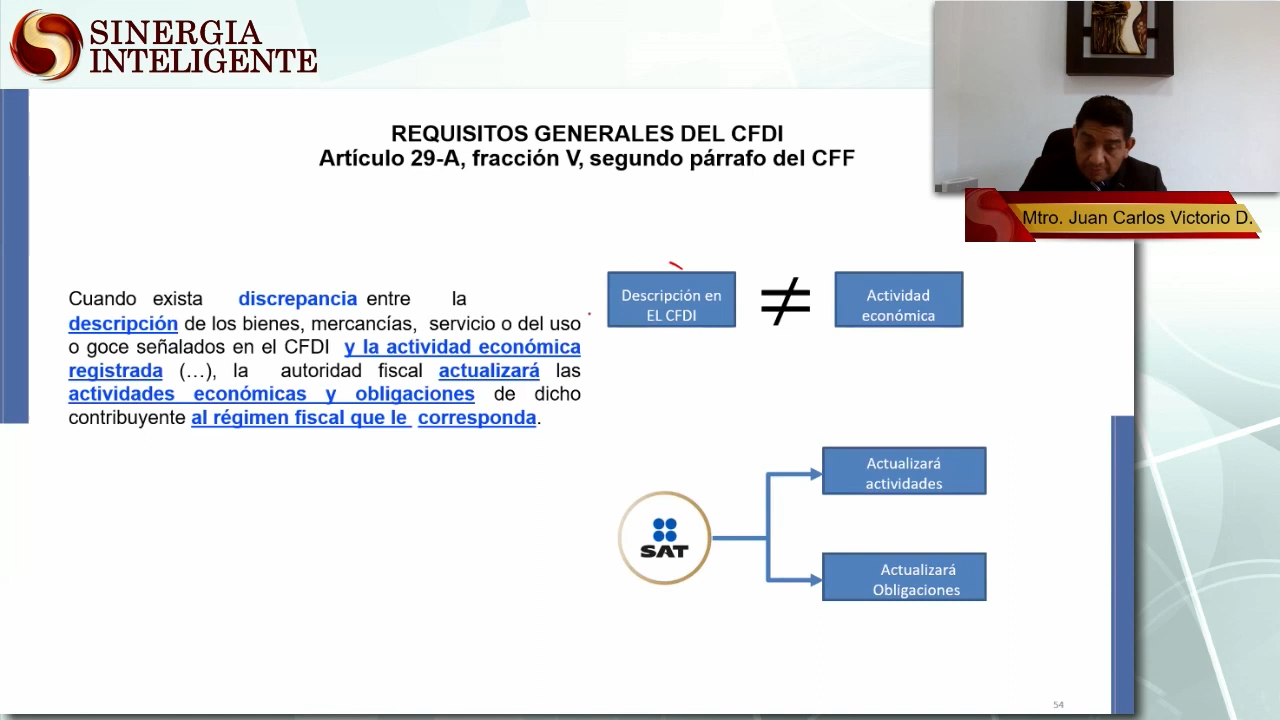 SINERGIA
INTELIGENTE
REQUISITOS GENERALES DEL CFDI
Artículo 29-A, fracción V, segundo párrafo del CFF
Mtro. Juan Carlos Victorio D.
Cuando exista discrepancia entre la
descripción de los bienes, mercancías, servicio o del uso
o goce señalados en el CFDI y la actividad económica
registrada (…), la autoridad fiscal actualizará las
actividades económicas y obligaciones de dicho
contribuyente al régimen fiscal que le corresponda.
Descripción en
EL CFDI
≠
Actividad
económica
SAT
Actualizará
actividades
Actualizará
Obligaciones
54